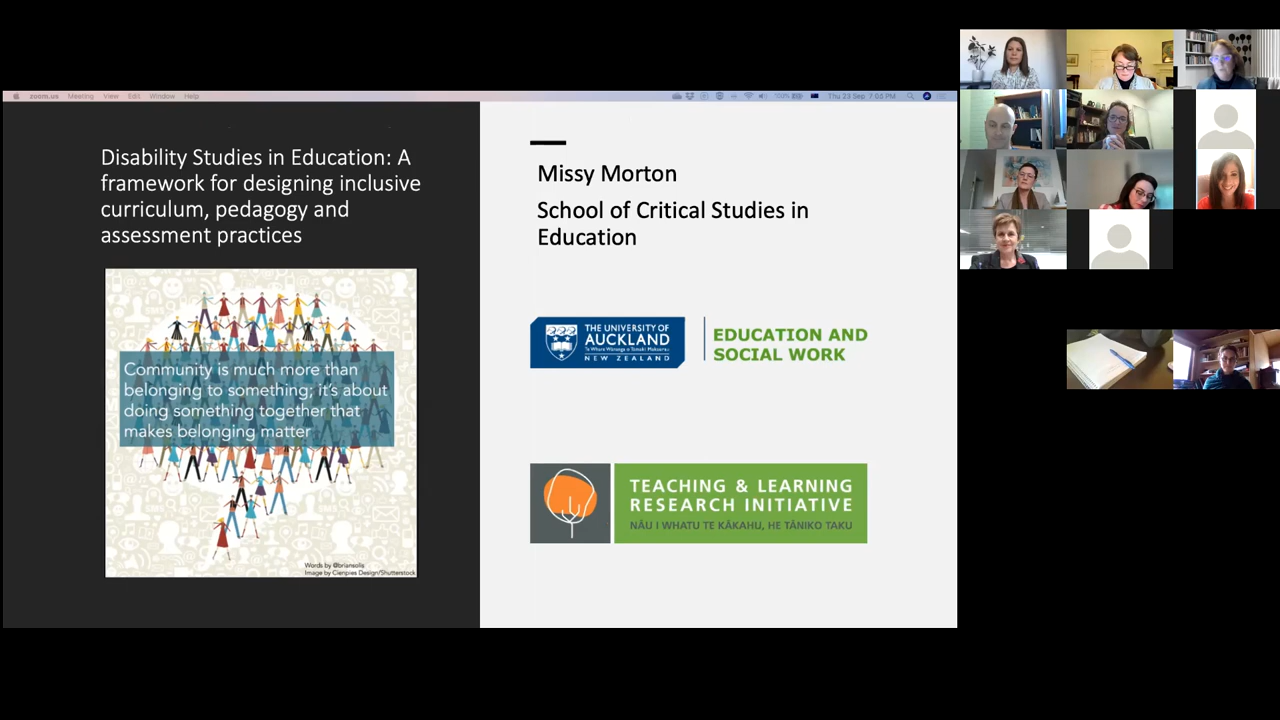 zoom.us Meeting View Edit Window Help
Thu 23 Sep 7:03 PM
Disability Studies in Education: A
framework for designing inclusive
curriculum, pedagogy and
assessment practices
Community is much more than
belonging to something; it's about
doing something together that
makes belonging matter
Words by @briansolis
Image by Cienpies Design/Shutterstock
Missy Morton
School of Critical Studies in
Education
THE UNIVERSITY OF
AUCKLAND
Te Whare Wānanga o Tāmaki Makaurau
NEW ZEALAND
EDUCATION AND
SOCIAL WORK
TEACHING & LEARNING
RESEARCH INITIATIVE
NĀU I WHATU TE KĀKAHU, HE TĀNIKO TAKU